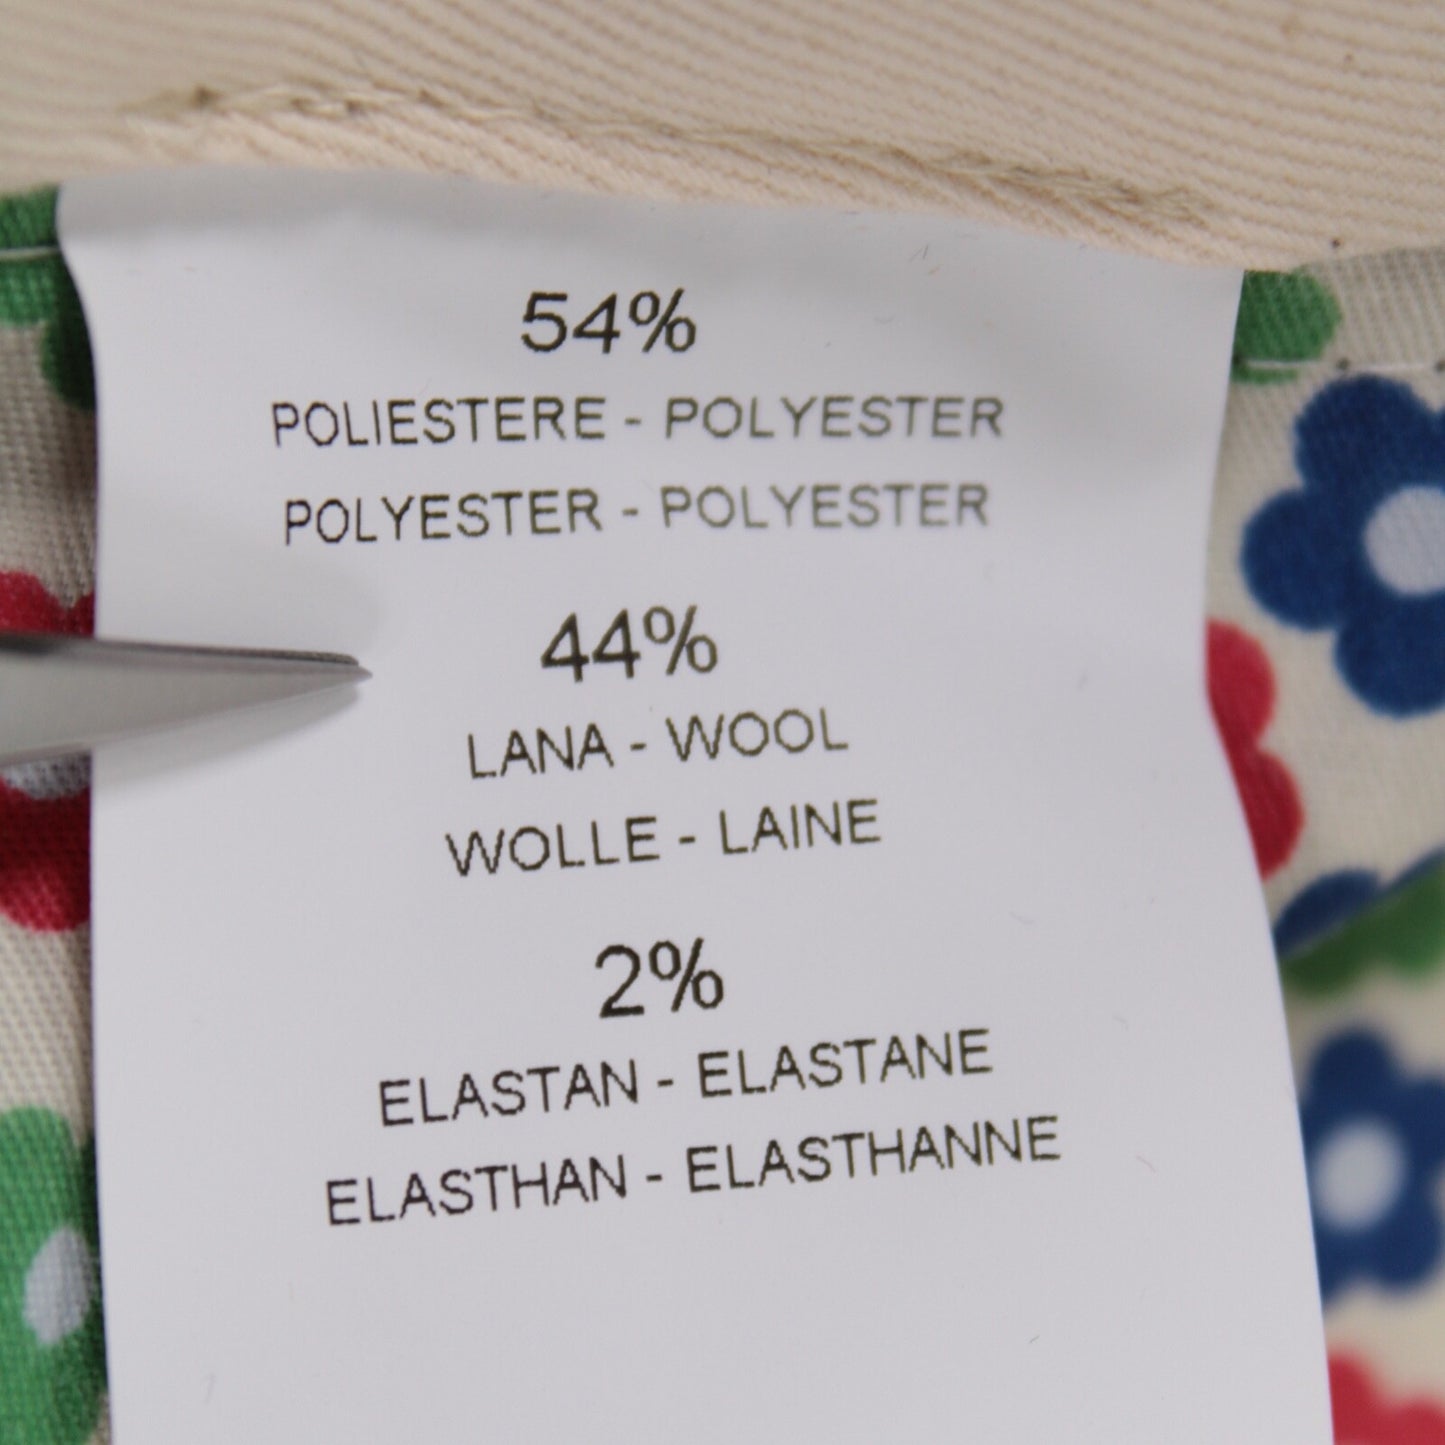 54%
POLIESTERE - POLYESTER
POLYESTER - POLYESTER
44%
LANA - WOOL
WOLLE - LAINE
2%
ELASTAN - ELASTANE
ELASTHAN - ELASTHANNE